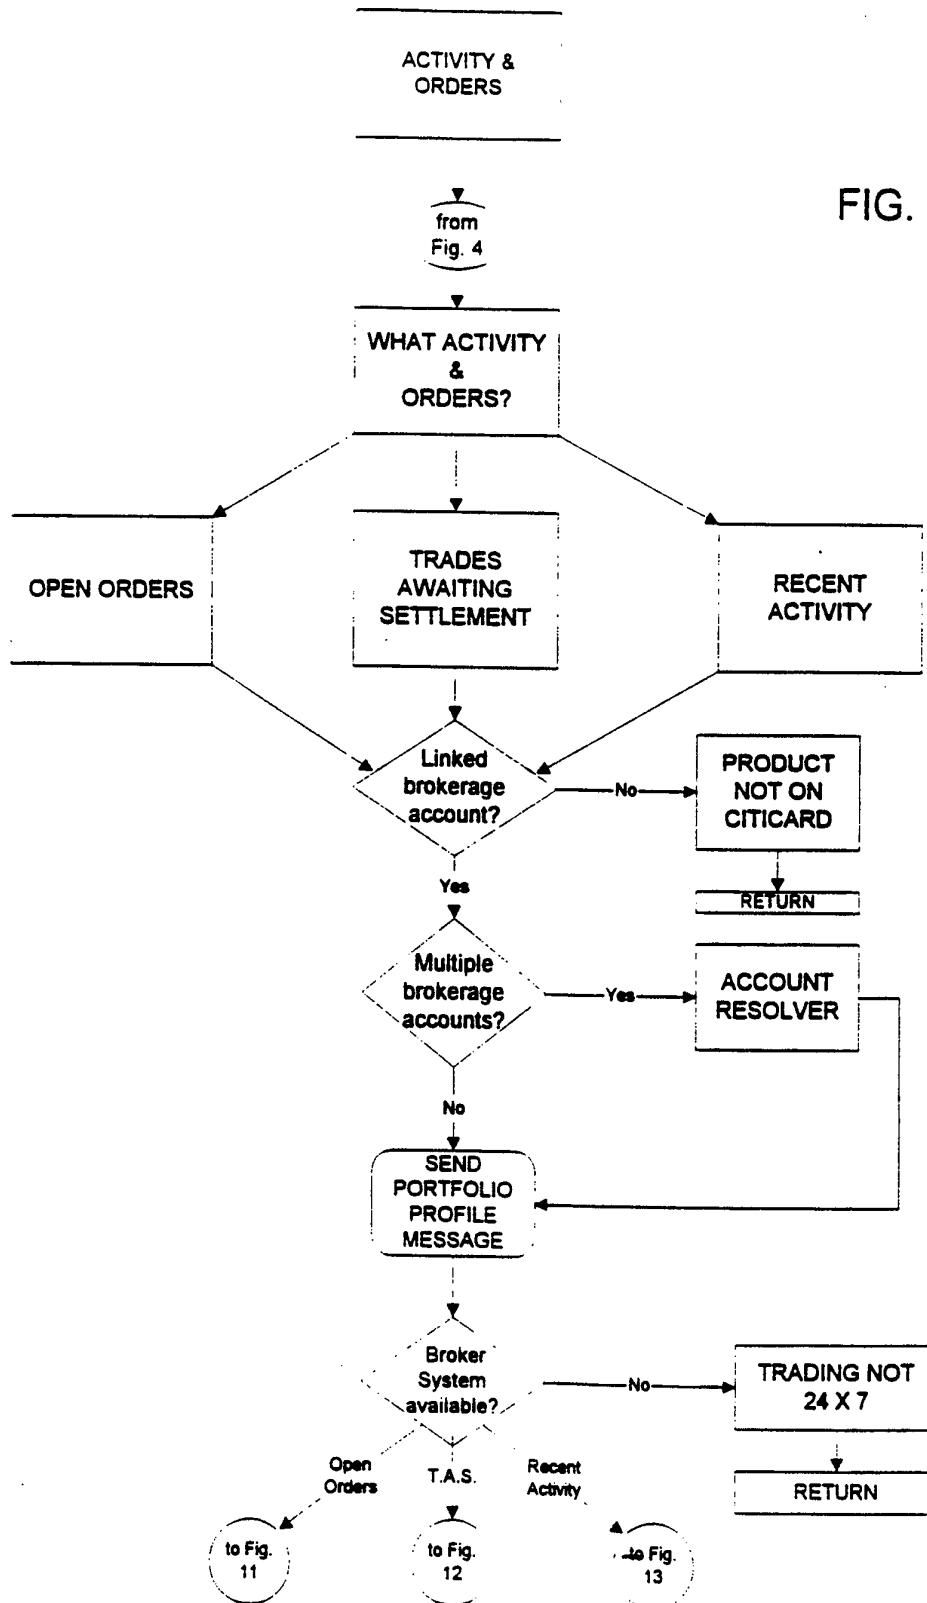 ACTIVITY &
ORDERS
FIG.
from
Fig. 4
WHAT ACTIVITY
&
ORDERS?
OPEN ORDERS
TRADES
AWAITING
SETTLEMENT
RECENT
ACTIVITY
Linked
brokerage
account?
No
PRODUCT
NOT ON
CITICARD
RETURN
Yes
Multiple
brokerage
accounts?
Yes
ACCOUNT
RESOLVER
No
SEND
PORTFOLIO
PROFILE
MESSAGE
Broker
System
available?
No
TRADING NOT
24 X 7
RETURN
Open
Orders
T.A.S.
Recent
Activity
to Fig.
11
to Fig.
12
to Fig.
13